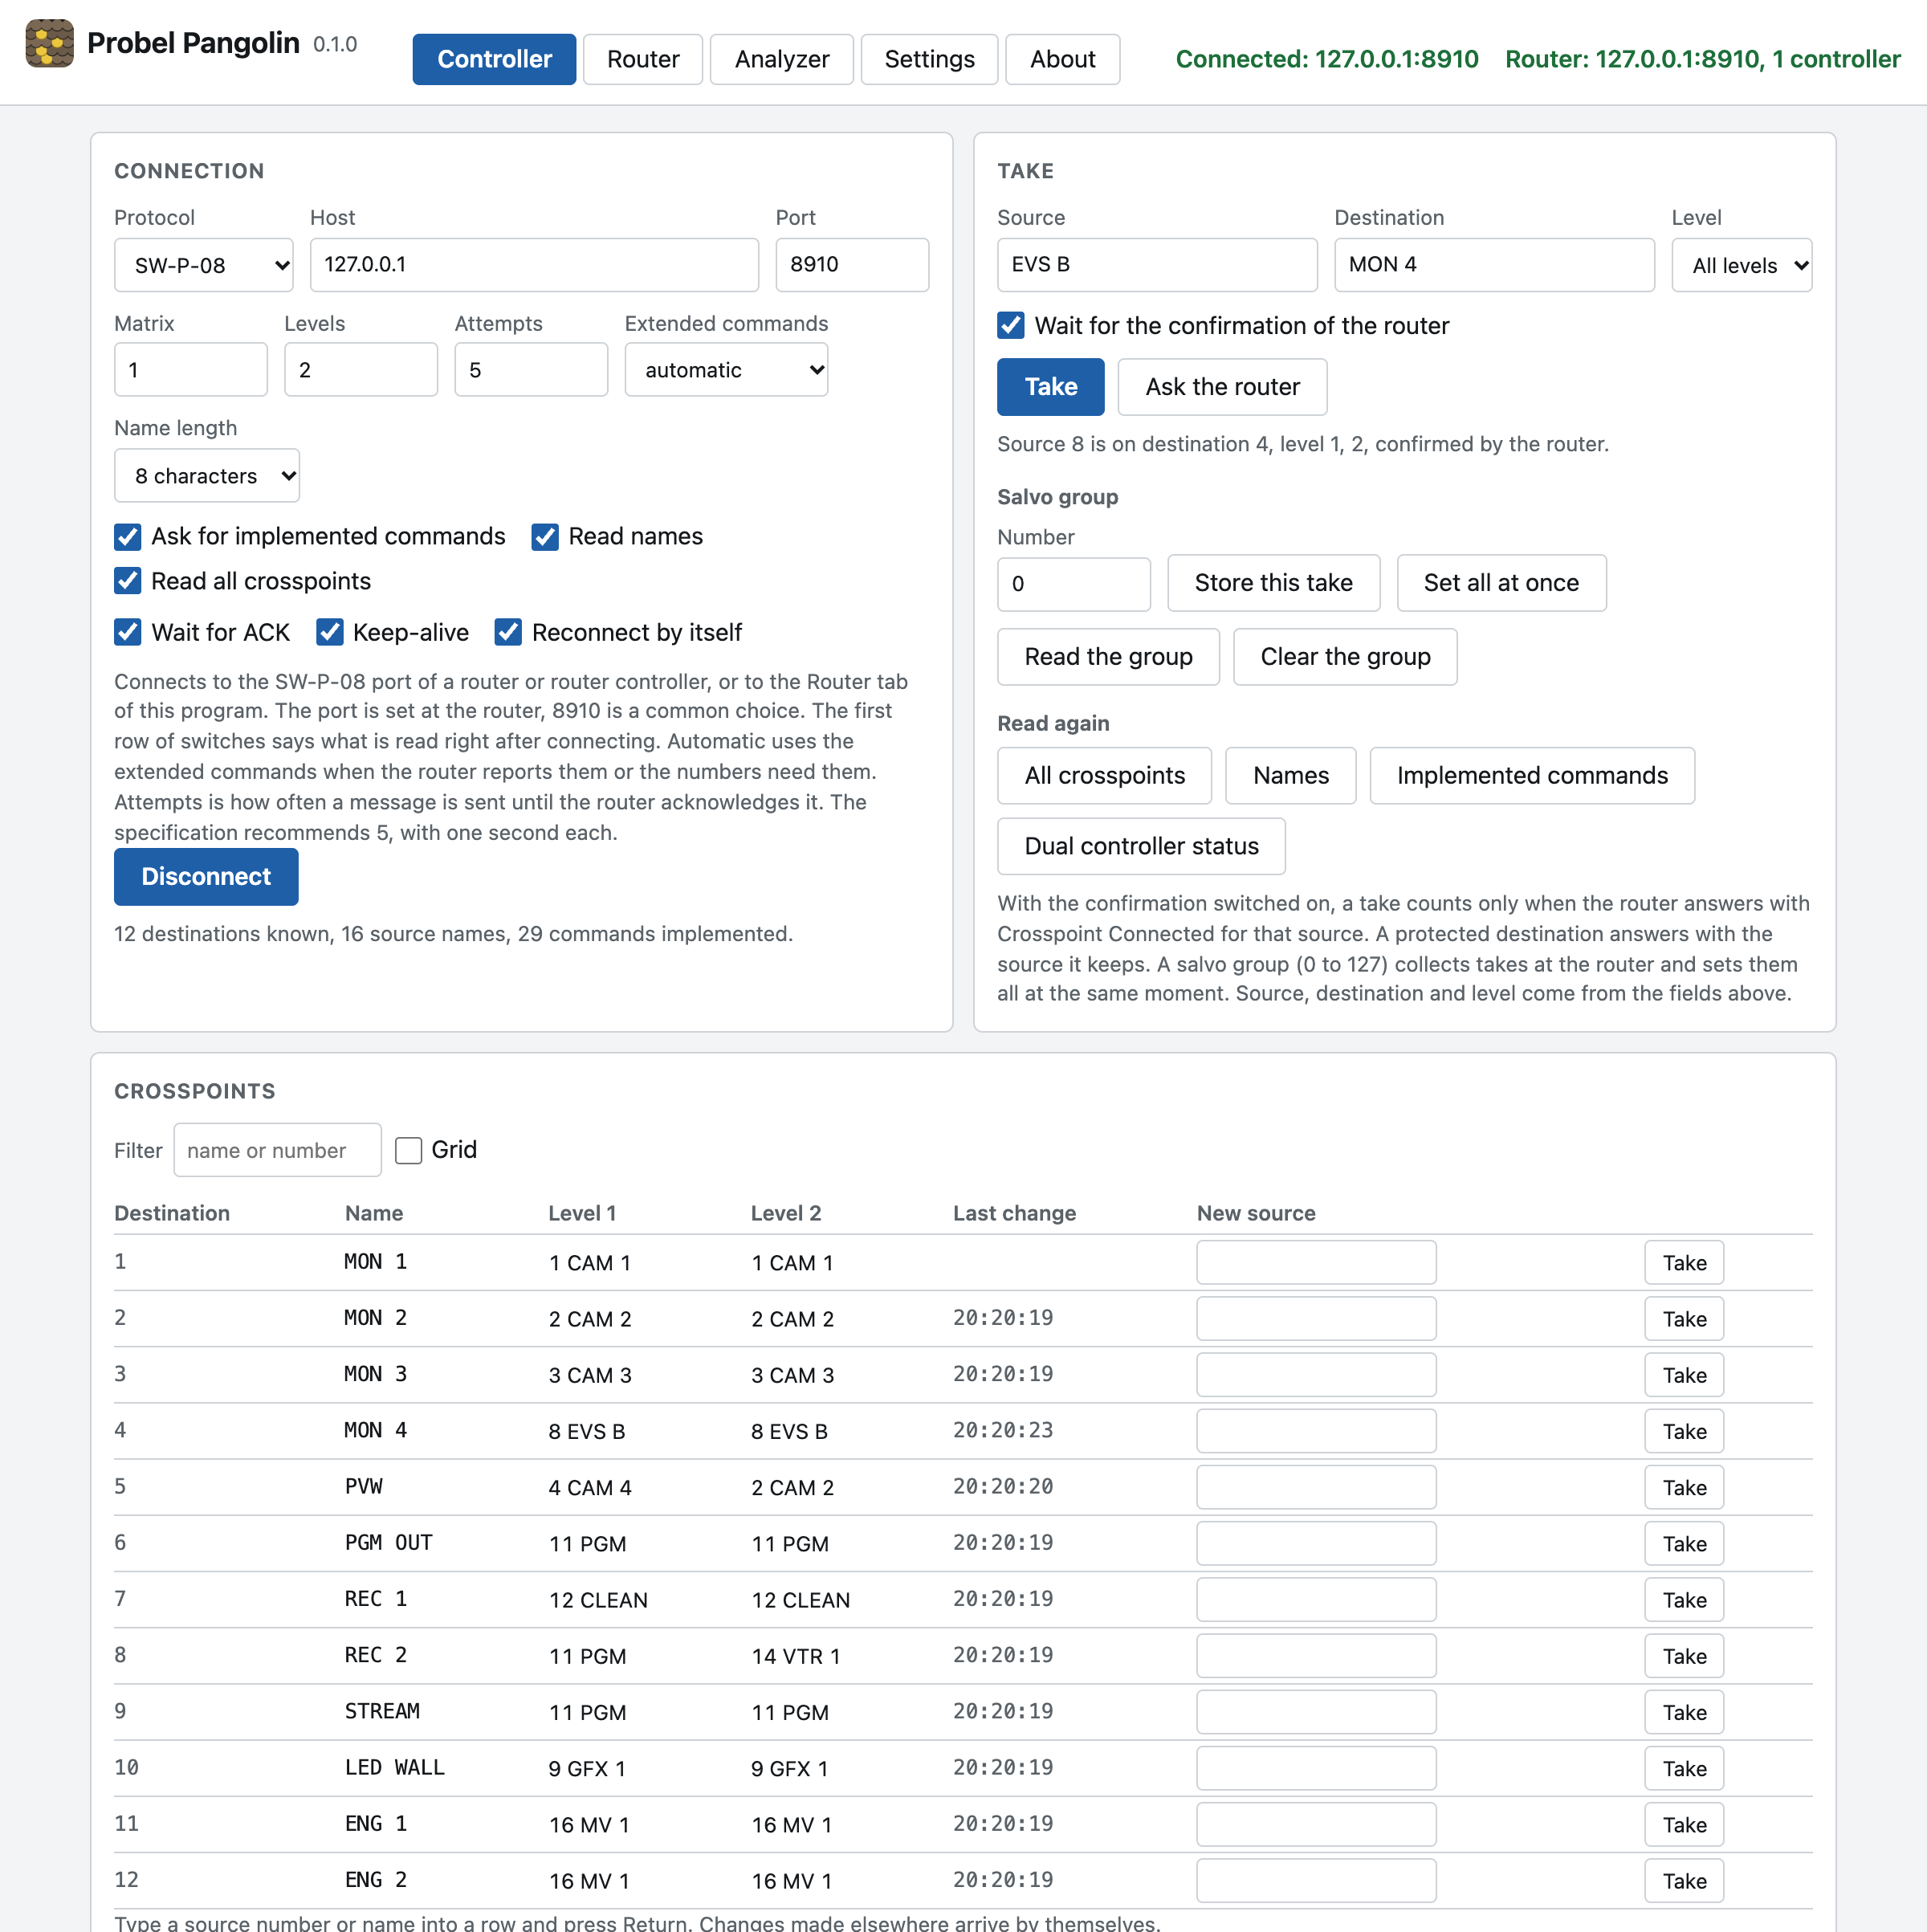 Probel Pangolin 0.1.0
Controller Router Analyzer Settings About
Connected: 127.0.0.1:8910 Router: 127.0.0.1:8910, 1 controller
CONNECTION
Protocol Host Port
SW-P-08 127.0.0.1 8910
Matrix Levels Attempts Extended commands
1 2 5 automatic
Name length
8 characters
Ask for implemented commands Read names
Read all crosspoints
Wait for ACK Keep-alive Reconnect by itself
Connects to the SW-P-08 port of a router or router controller, or to the Router tab
of this program. The port is set at the router, 8910 is a common choice. The first
row of switches says what is read right after connecting. Automatic uses the
extended commands when the router reports them or the numbers need them.
Attempts is how often a message is sent until the router acknowledges it. The
specification recommends 5, with one second each.
Disconnect
12 destinations known, 16 source names, 29 commands implemented.
TAKE
Source Destination Level
EVS B MON 4 All levels
Wait for the confirmation of the router
Take Ask the router
Source 8 is on destination 4, level 1, 2, confirmed by the router.
Salvo group
Number
0 Store this take Set all at once
Read the group Clear the group
Read again
All crosspoints Names Implemented commands
Dual controller status
With the confirmation switched on, a take counts only when the router answers with
Crosspoint Connected for that source. A protected destination answers with the
source it keeps. A salvo group (0 to 127) collects takes at the router and sets them
all at the same moment. Source, destination and level come from the fields above.
CROSSPOINTS
Filter name or number Grid
Destination Name Level 1 Level 2 Last change New source
1 MON 1 1 CAM 1 1 CAM 1 Take
2 MON 2 2 CAM 2 2 CAM 2 20:20:19 Take
3 MON 3 3 CAM 3 3 CAM 3 20:20:19 Take
4 MON 4 8 EVS B 8 EVS B 20:20:23 Take
5 PVW 4 CAM 4 2 CAM 2 20:20:20 Take
6 PGM OUT 11 PGM 11 PGM 20:20:19 Take
7 REC 1 12 CLEAN 12 CLEAN 20:20:19 Take
8 REC 2 11 PGM 14 VTR 1 20:20:19 Take
9 STREAM 11 PGM 11 PGM 20:20:19 Take
10 LED WALL 9 GFX 1 9 GFX 1 20:20:19 Take
11 ENG 1 16 MV 1 16 MV 1 20:20:19 Take
12 ENG 2 16 MV 1 16 MV 1 20:20:19 Take
Type a source number or name into a row and press Return. Changes made elsewhere arrive by themselves.